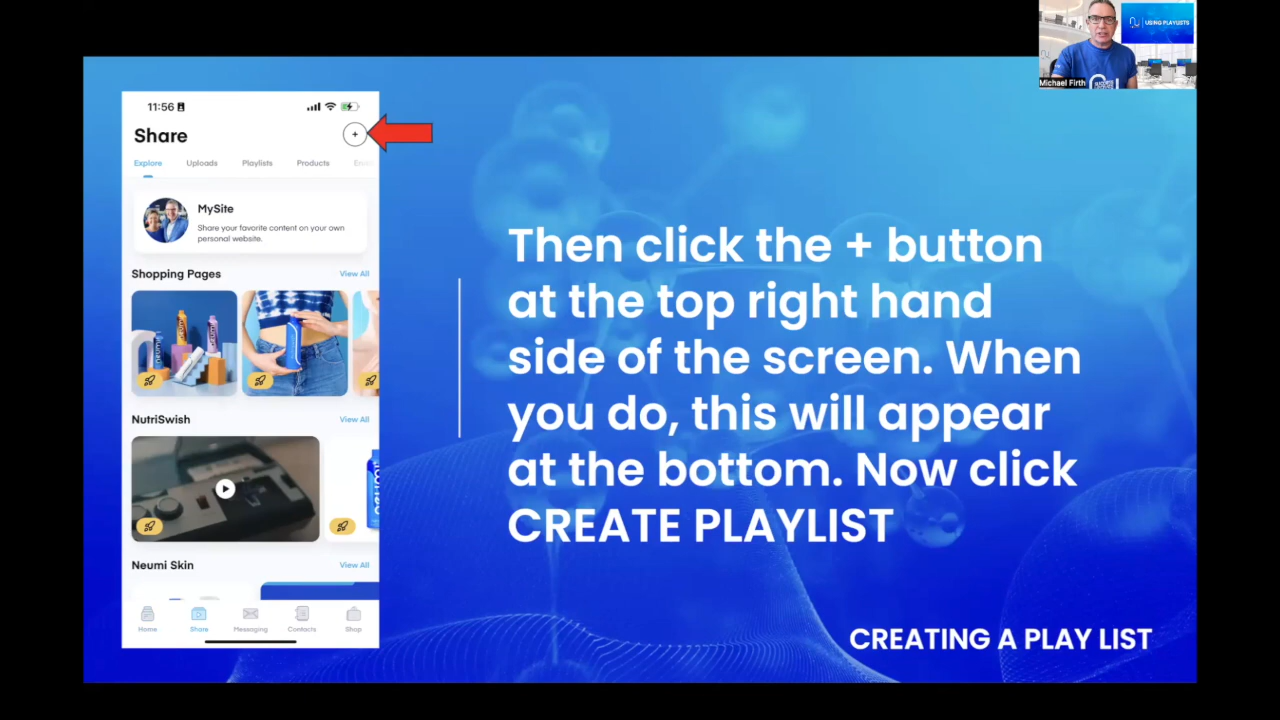 USING PLAYLISTS
Michael Firth
11:56
Share
+
Explore Uploads Playlists Products
MySite
Share your favorite content on your own
personal website.
Shopping Pages View All
NutriSwish View All
Neumi Skin View All
Home Share Messaging Contacts Shop
Then click the + button
at the top right hand
side of the screen. When
you do, this will appear
at the bottom. Now click
CREATE PLAYLIST
CREATING A PLAY LIST